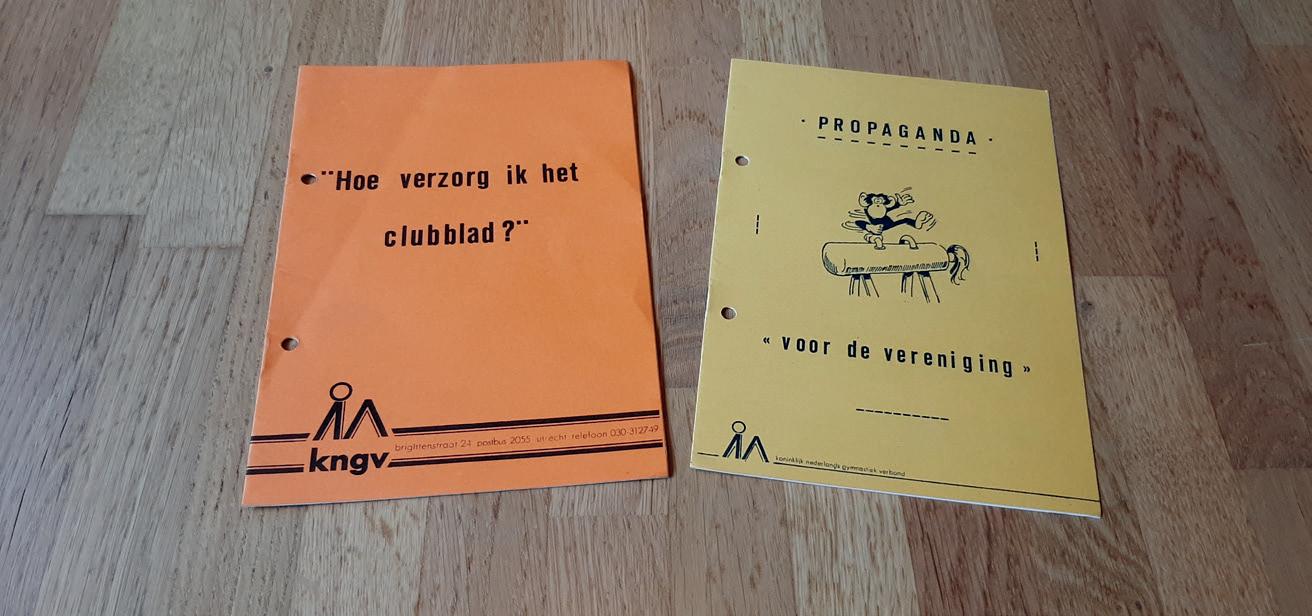 ¨Hoe verzorg ik het
clubblad?¨
kngv
brigittenstraat 24 postbus 2055 utrecht telefoon 030-312749
· PROPAGANDA ·
« voor de vereniging »
koninklijk nederlands gymnastiek verbond